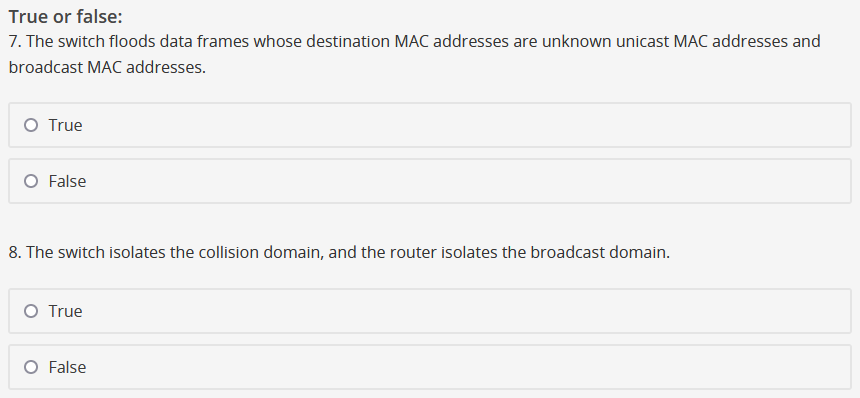 True or false:
7. The switch floods data frames whose destination MAC addresses are unknown unicast MAC addresses and
broadcast MAC addresses.
True
False
8. The switch isolates the collision domain, and the router isolates the broadcast domain.
True
False